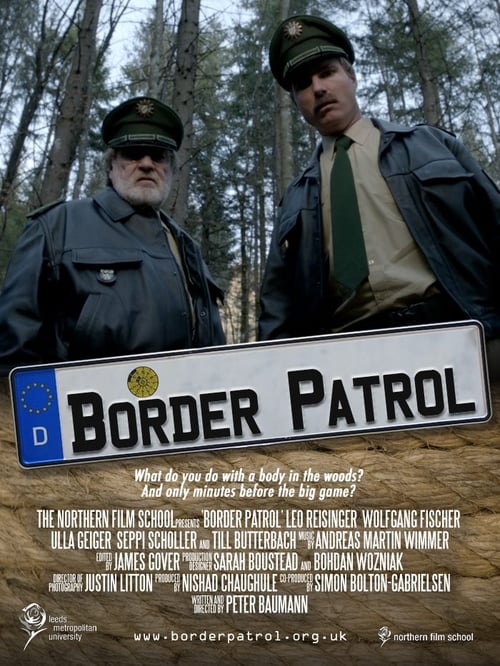 D
BORDER PATROL
What do you do with a body in the woods?
And only minutes before the big game?
THE NORTHERN FILM SCHOOL PRESENTS 'BORDER PATROL' LEO REISINGER WOLFGANG FISCHER
ULLA GEIGER SEPPI SCHOLLER AND TILL BUTTERBACH MUSIC BY ANDREAS MARTIN WIMMER
EDITED BY JAMES GOVER PRODUCTION DESIGNER SARAH BOUSTEAD AND BOHDAN WOZNIAK
DIRECTOR OF PHOTOGRAPHY JUSTIN LITTON PRODUCED BY NISHAD CHAUGHULE CO-PRODUCED BY SIMON BOLTON-GABRIELSEN
WRITTEN AND DIRECTED BY PETER BAUMANN
leeds
metropolitan
university
www.borderpatrol.org.uk
northern film school